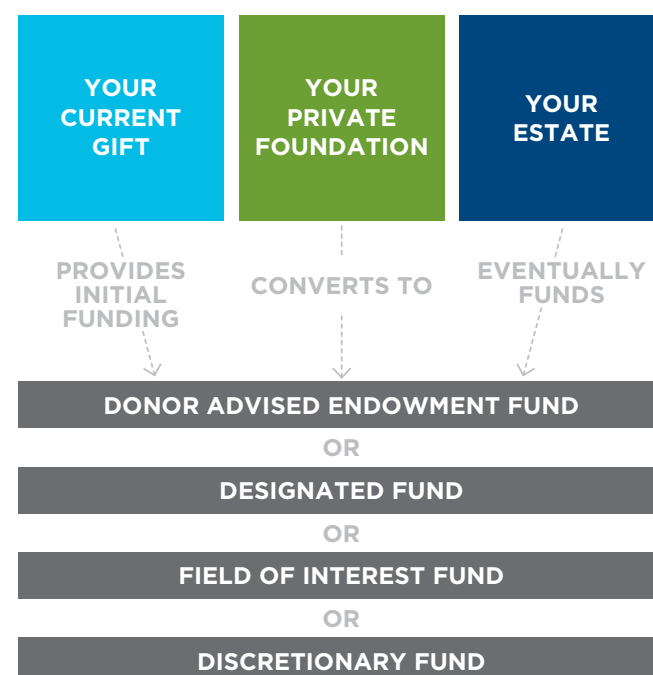 YOUR
CURRENT
GIFT
YOUR
PRIVATE
FOUNDATION
YOUR
ESTATE
PROVIDES
INITIAL
FUNDING
CONVERTS TO
EVENTUALLY
FUNDS
DONOR ADVISED ENDOWMENT FUND
OR
DESIGNATED FUND
OR
FIELD OF INTEREST FUND
OR
DISCRETIONARY FUND